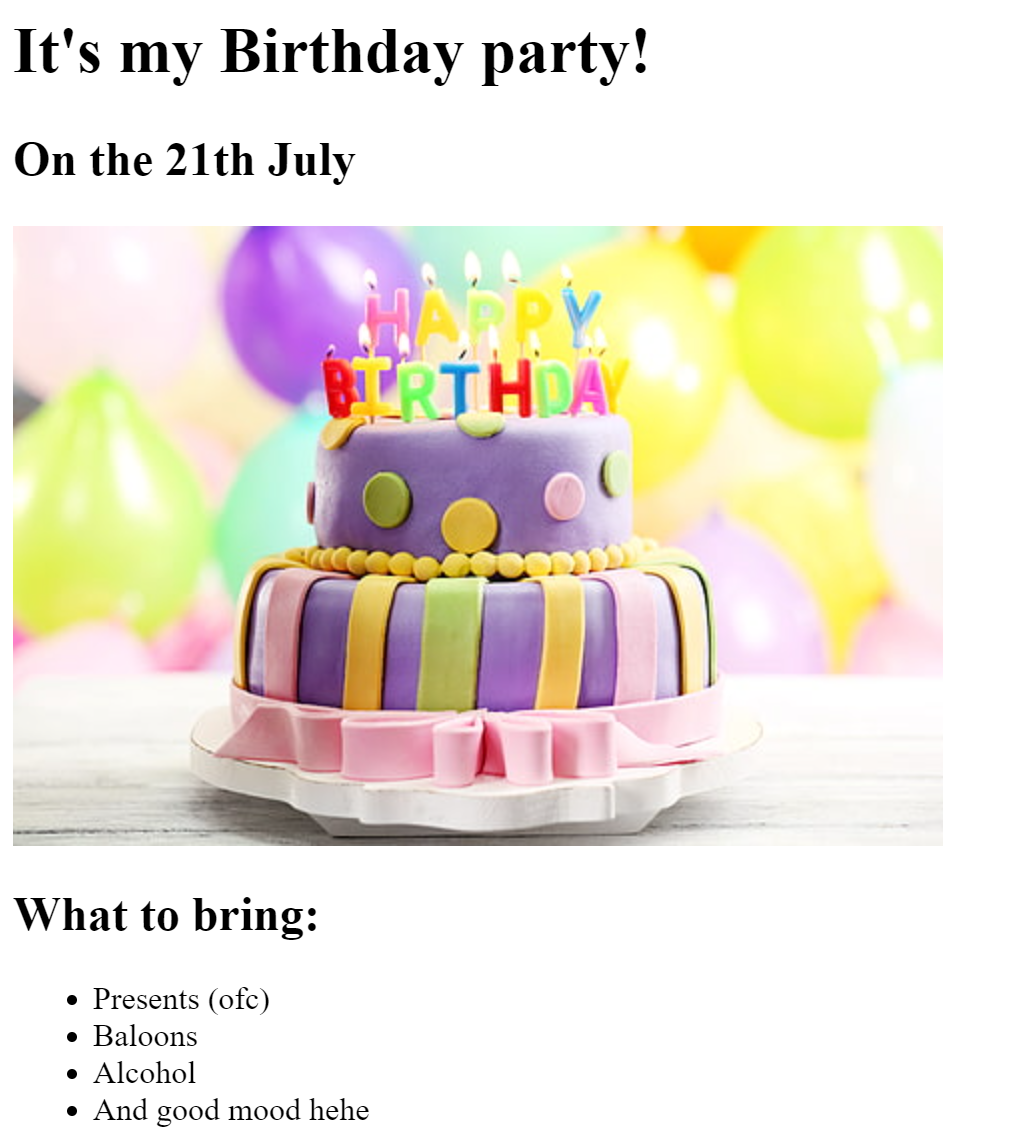 It's my Birthday party!
On the 21th July
HAPPY
BIRTHDAY
What to bring:
Presents (ofc)
Baloons
Alcohol
And good mood hehe